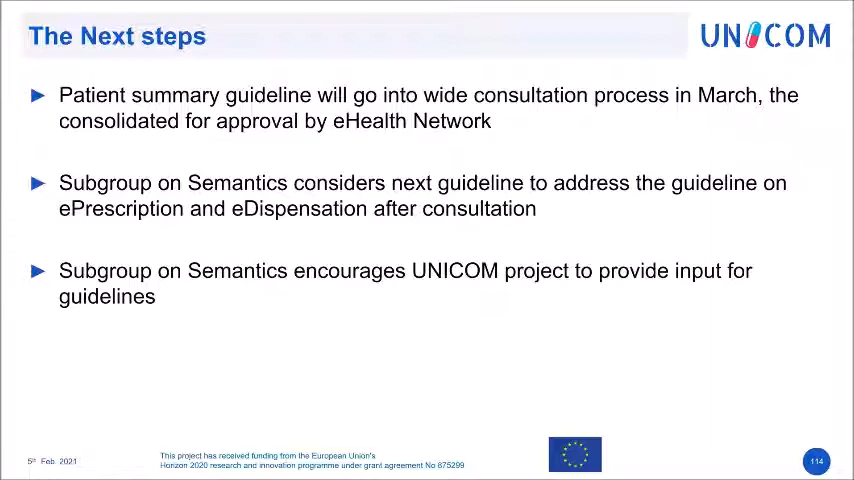 The Next steps
UNICOM
Patient summary guideline will go into wide consultation process in March, the
consolidated for approval by eHealth Network
Subgroup on Semantics considers next guideline to address the guideline on
ePrescription and eDispensation after consultation
Subgroup on Semantics encourages UNICOM project to provide input for
guidelines
5th Feb. 2021
This project has received funding from the European Union's
Horizon 2020 research and innovation programme under grant agreement No 875299
114